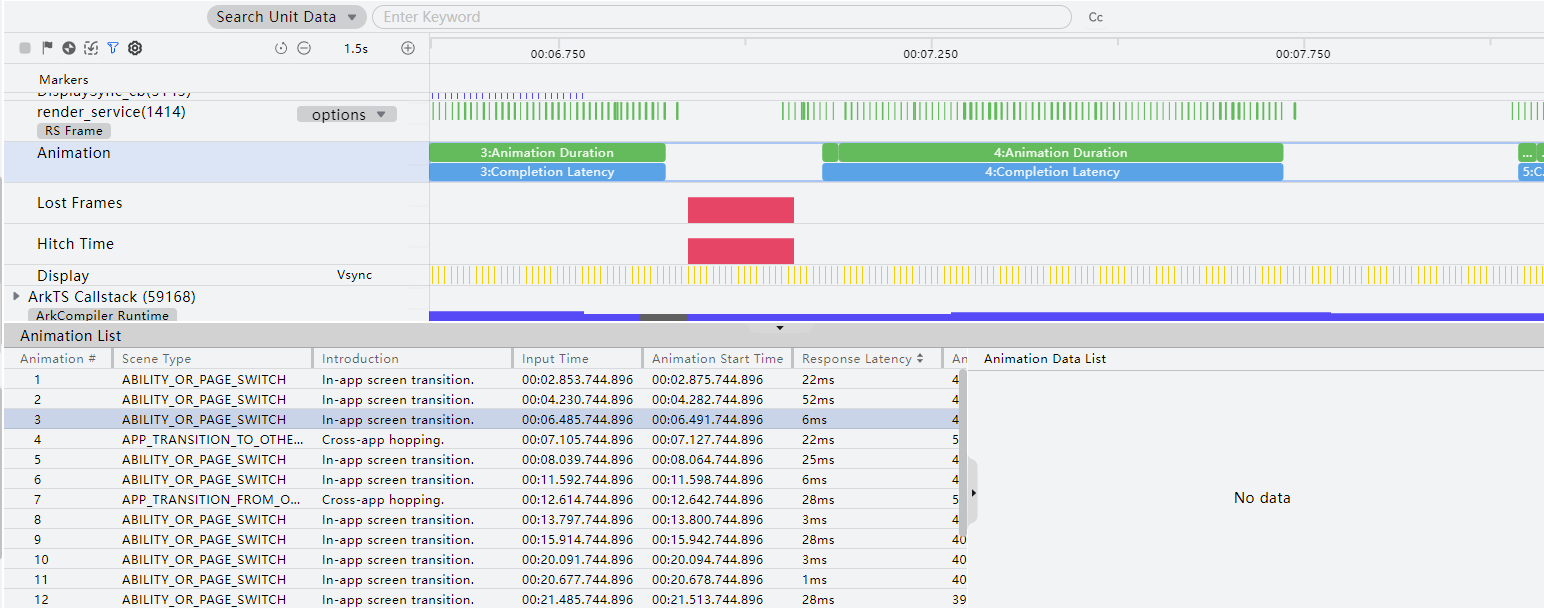 Search Unit Data Enter Keyword Cc
1.5s 00:06.750 00:07.250 00:07.750
Markers
DisplaySync_cb(5145)
render_service(1414) options
RS Frame
Animation 3:Animation Duration 4:Animation Duration ...
3:Completion Latency 4:Completion Latency 5:C...
Lost Frames
Hitch Time
Display Vsync
ArkTS Callstack (59168)
ArkCompiler Runtime
Animation List
Animation # Scene Type Introduction Input Time Animation Start Time Response Latency An Animation Data List
1 ABILITY_OR_PAGE_SWITCH In-app screen transition. 00:02.853.744.896 00:02.875.744.896 22ms 4
2 ABILITY_OR_PAGE_SWITCH In-app screen transition. 00:04.230.744.896 00:04.282.744.896 52ms 4
3 ABILITY_OR_PAGE_SWITCH In-app screen transition. 00:06.485.744.896 00:06.491.744.896 6ms 4
4 APP_TRANSITION_TO_OTHE... Cross-app hopping. 00:07.105.744.896 00:07.127.744.896 22ms 5
5 ABILITY_OR_PAGE_SWITCH In-app screen transition. 00:08.039.744.896 00:08.064.744.896 25ms 4
6 ABILITY_OR_PAGE_SWITCH In-app screen transition. 00:11.592.744.896 00:11.598.744.896 6ms 4
7 APP_TRANSITION_FROM_O... Cross-app hopping. 00:12.614.744.896 00:12.642.744.896 28ms 5
No data
8 ABILITY_OR_PAGE_SWITCH In-app screen transition. 00:13.797.744.896 00:13.800.744.896 3ms 4
9 ABILITY_OR_PAGE_SWITCH In-app screen transition. 00:15.914.744.896 00:15.942.744.896 28ms 40
10 ABILITY_OR_PAGE_SWITCH In-app screen transition. 00:20.091.744.896 00:20.094.744.896 3ms 40
11 ABILITY_OR_PAGE_SWITCH In-app screen transition. 00:20.677.744.896 00:20.678.744.896 1ms 40
12 ABILITY_OR_PAGE_SWITCH In-app screen transition. 00:21.485.744.896 00:21.513.744.896 28ms 39